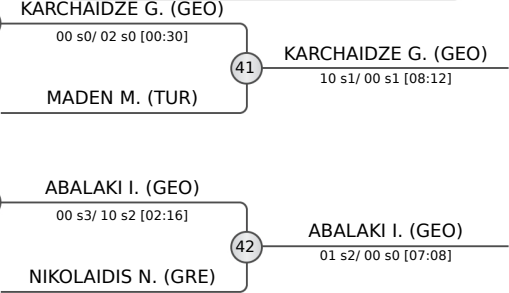 KARCHAIDZE G. (GEO)
00 s0/ 02 s0 [00:30]
41
KARCHAIDZE G. (GEO)
10 s1/ 00 s1 [08:12]
MADEN M. (TUR)
ABALAKI I. (GEO)
00 s3/ 10 s2 [02:16]
42
ABALAKI I. (GEO)
01 s2/ 00 s0 [07:08]
NIKOLAIDIS N. (GRE)